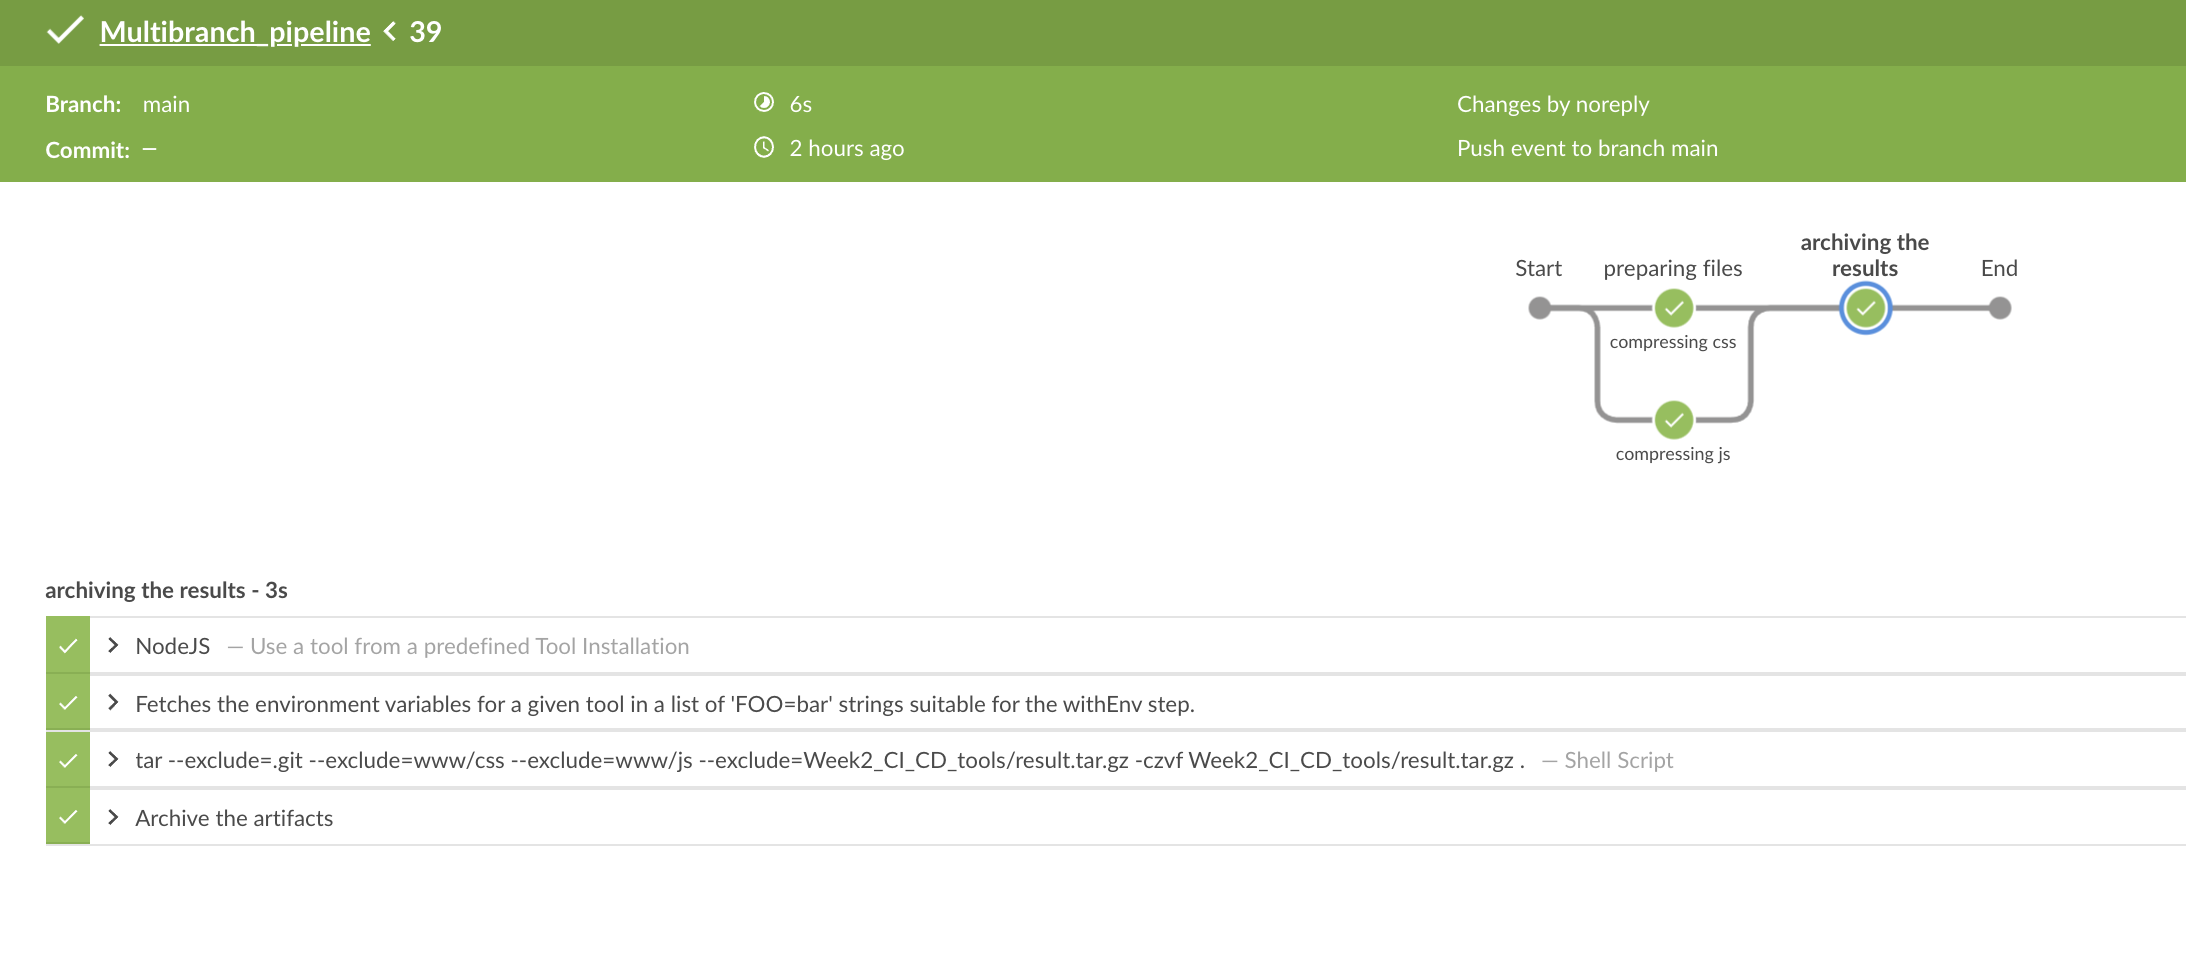 Multibranch_pipeline < 39
Branch: main
6s
Changes by noreply
Commit: —
2 hours ago
Push event to branch main
archiving the
results
Start
preparing files
End
compressing css
compressing js
archiving the results - 3s
NodeJS — Use a tool from a predefined Tool Installation
Fetches the environment variables for a given tool in a list of 'FOO=bar' strings suitable for the withEnv step.
tar --exclude=.git --exclude=www/css --exclude=www/js --exclude=Week2_CI_CD_tools/result.tar.gz -czvf Week2_CI_CD_tools/result.tar.gz . — Shell Script
Archive the artifacts